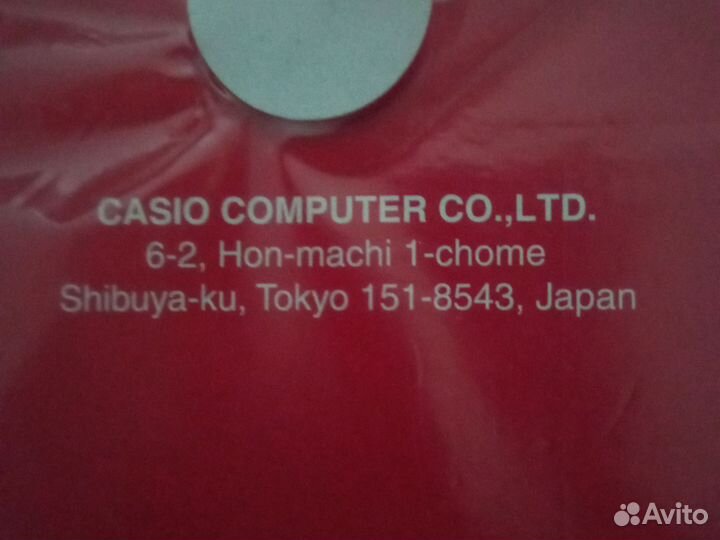 CASIO COMPUTER CO.,LTD.
6-2, Hon-machi 1-chome
Shibuya-ku, Tokyo 151-8543, Japan
Avito